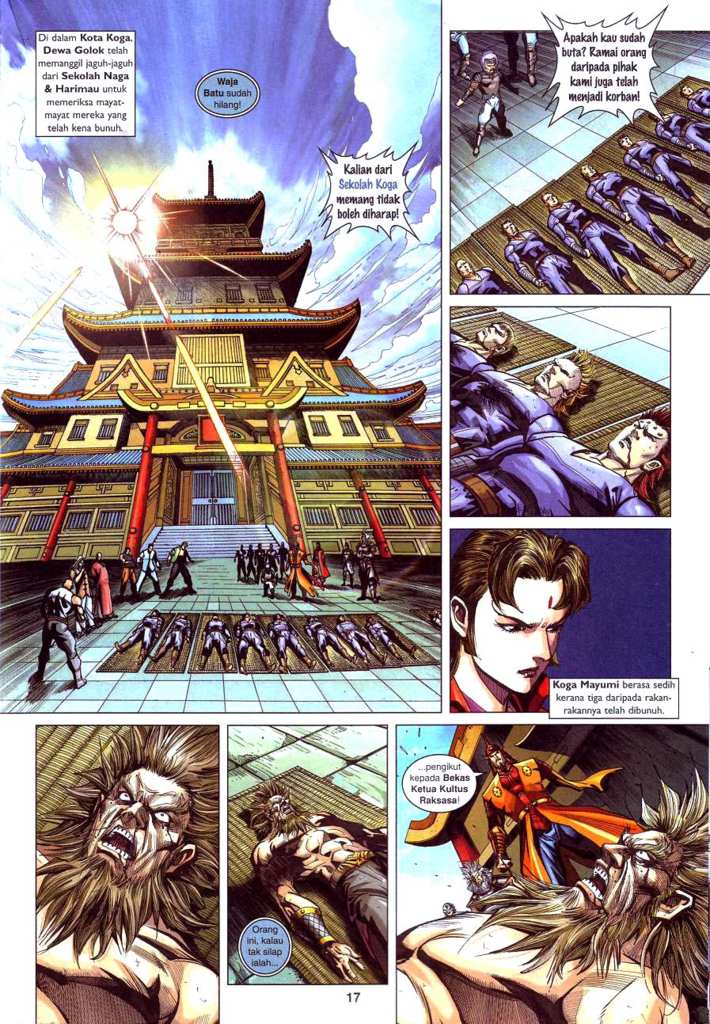 Di dalam Kota Koga,
Dewa Golok telah
memanggil jaguh-jaguh
dari Sekolah Naga
& Harimau untuk
memeriksa mayat-
mayat mereka yang
telah kena bunuh.
Waja
Batu sudah
hilang!
Kalian dari
Sekolah Koga
memang tidak
boleh diharap!
Apakah kau sudah
buta? Ramai orang
daripada pihak
kami juga telah
menjadi korban!
Koga Mayumi berasa sedih
kerana tiga daripada rakan-
rakannya telah dibunuh.
Orang
ini, kalau
tak silap
ialah...
...pengikut
kepada Bekas
Ketua Kultus
Raksasa!
17